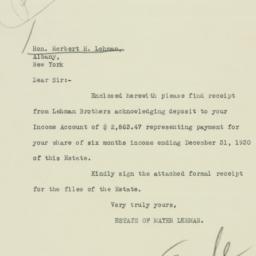 Hon. Herbert H. Lehman,
Albany,
New York
Dear Sir:-
Enclosed herewith please find receipt
from Lehman Brothers acknowledging deposit to your
Income Account of $ 2,863.47 representing payment for
your share of six months income ending December 31, 1930
of this Estate.
Kindly sign the attached formal receipt
for the files of the Estate.
Very truly yours,
ESTATE OF MAYER LEHMAN.